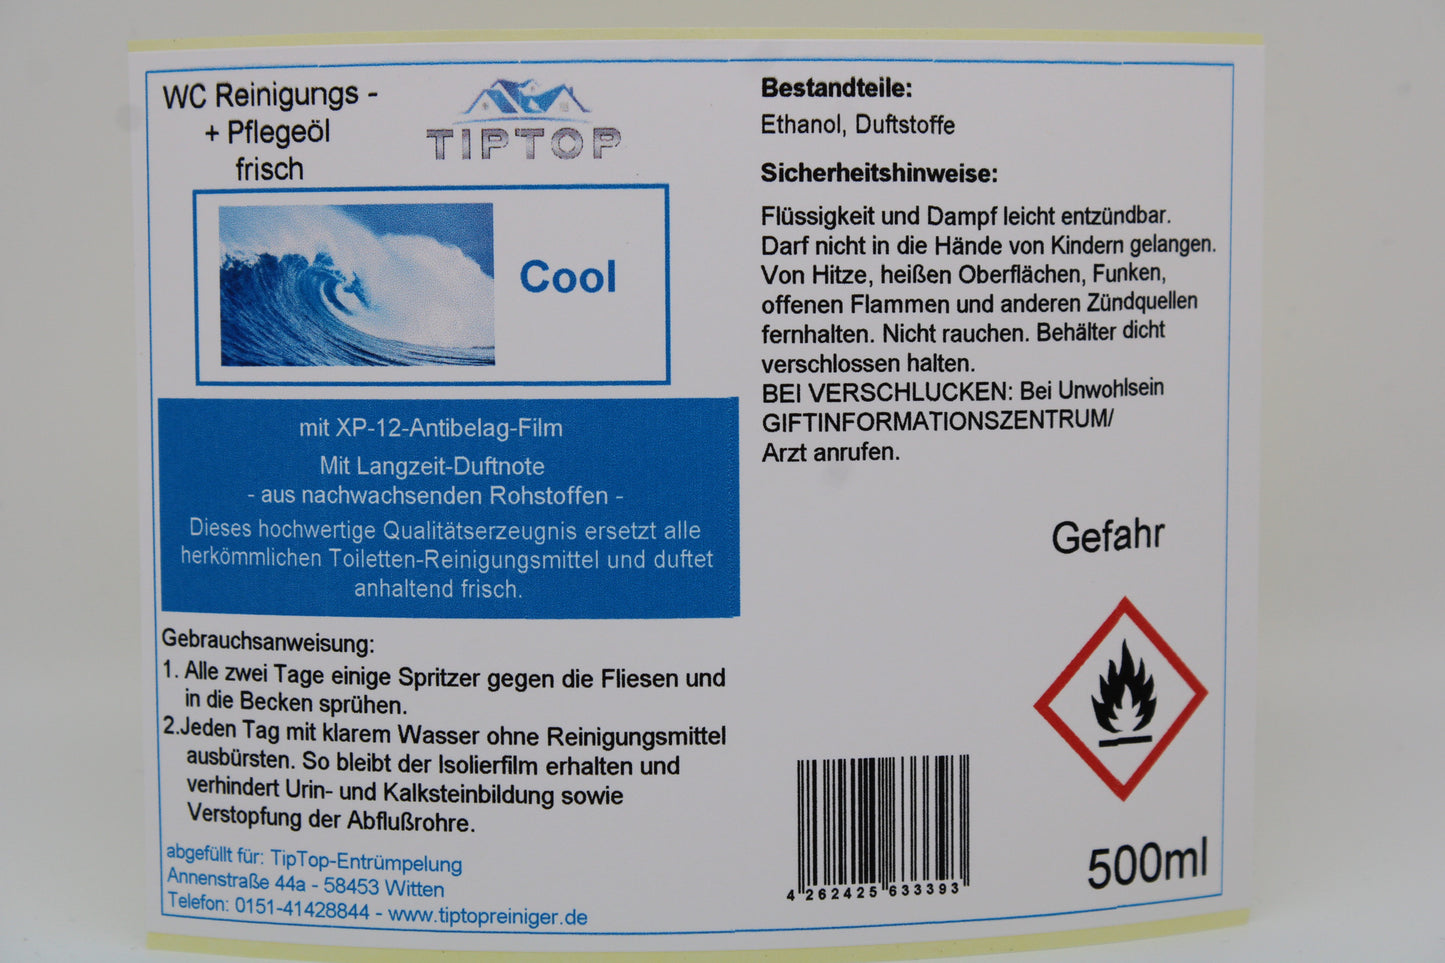 WC Reinigungs -
+ Pflegeöl
frisch
TIPTOP
Cool
mit XP-12-Antibelag-Film
Mit Langzeit-Duftnote
- aus nachwachsenden Rohstoffen -
Dieses hochwertige Qualitätserzeugnis ersetzt alle
herkömmlichen Toiletten-Reinigungsmittel und duftet
anhaltend frisch.
Gebrauchsanweisung:
1. Alle zwei Tage einige Spritzer gegen die Fliesen und
in die Becken sprühen.
2.Jeden Tag mit klarem Wasser ohne Reinigungsmittel
ausbürsten. So bleibt der Isolierfilm erhalten und
verhindert Urin- und Kalksteinbildung sowie
Verstopfung der Abflußrohre.
abgefüllt für: TipTop-Entrümpelung
Annenstraße 44a - 58453 Witten
Telefon: 0151-41428844 - www.tiptopreiniger.de
Bestandteile:
Ethanol, Duftstoffe
Sicherheitshinweise:
Flüssigkeit und Dampf leicht entzündbar.
Darf nicht in die Hände von Kindern gelangen.
Von Hitze, heißen Oberflächen, Funken,
offenen Flammen und anderen Zündquellen
fernhalten. Nicht rauchen. Behälter dicht
verschlossen halten.
BEI VERSCHLUCKEN: Bei Unwohlsein
GIFTINFORMATIONSZENTRUM/
Arzt anrufen.
Gefahr
4 262425 633393
500ml